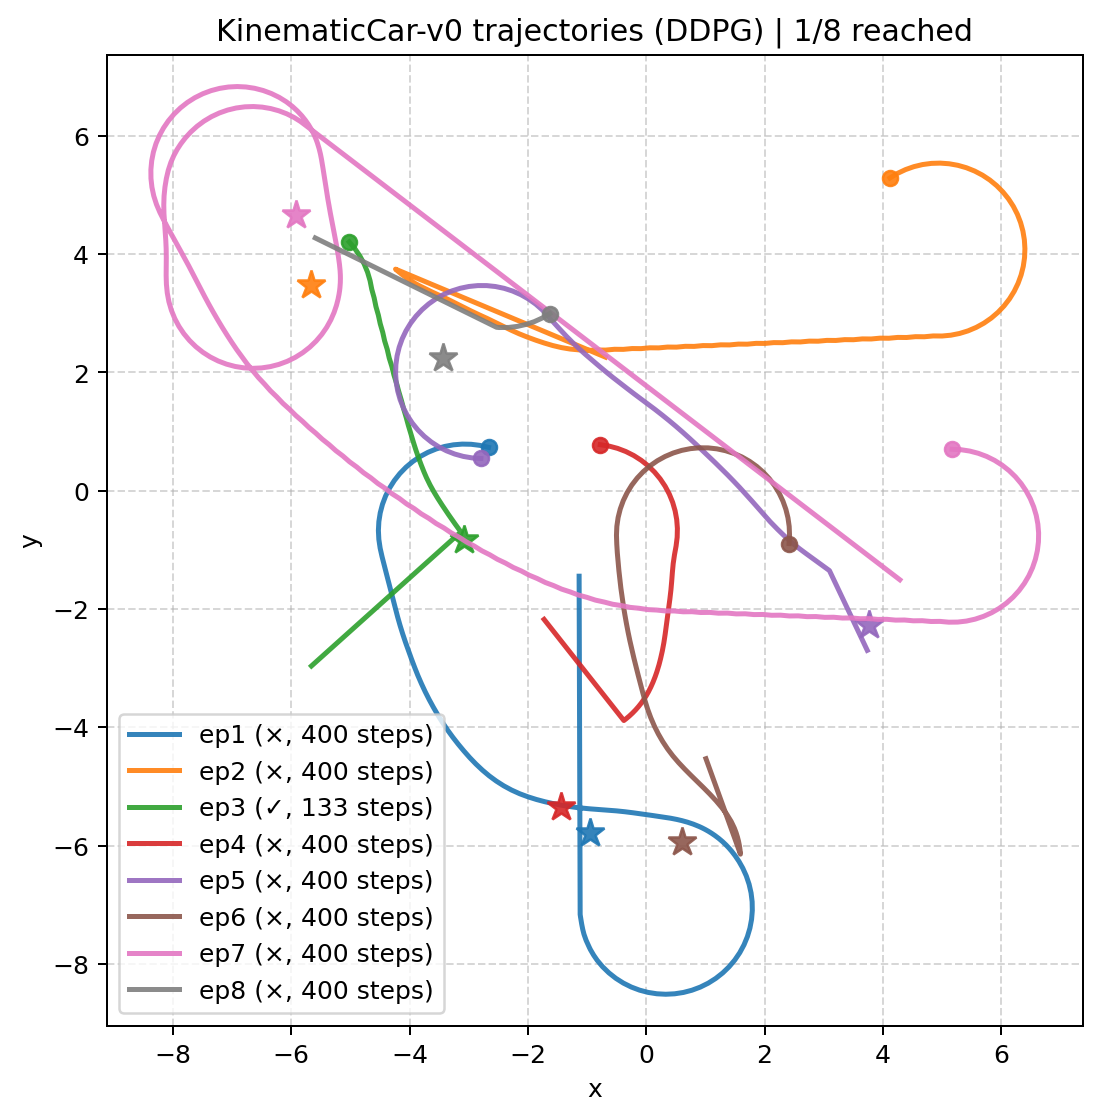 KinematicCar-v0 trajectories (DDPG) | 1/8 reached
6
4
2
0
−2
−4
−6
−8
y
ep1 (×, 400 steps)
ep2 (×, 400 steps)
ep3 (✓, 133 steps)
ep4 (×, 400 steps)
ep5 (×, 400 steps)
ep6 (×, 400 steps)
ep7 (×, 400 steps)
ep8 (×, 400 steps)
−8 −6 −4 −2 0 2 4 6
x